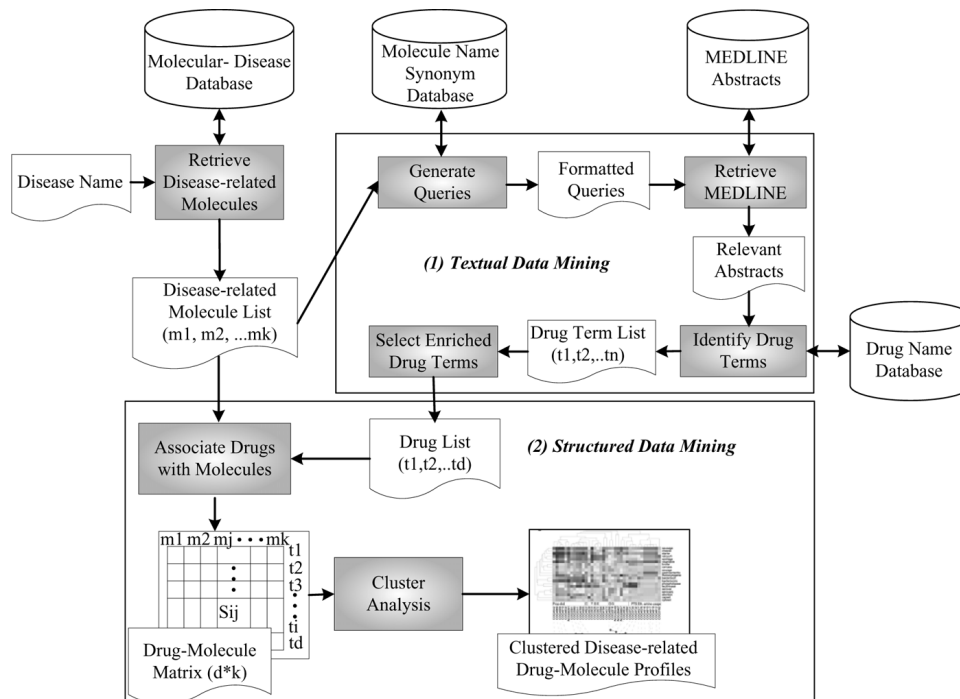 Molecular- Disease
Database
Molecule Name
Synonym
Database
MEDLINE
Abstracts
Disease Name
Retrieve
Disease-related
Molecules
Generate
Queries
Formatted
Queries
Retrieve
MEDLINE
(1) Textual Data Mining
Relevant
Abstracts
Disease-related
Molecule List
(m1, m2, ...mk)
Select Enriched
Drug Terms
Drug Term List
(t1,t2,..tn)
Identify Drug
Terms
Drug Name
Database
Associate Drugs
with Molecules
Drug List
(t1,t2,..td)
(2) Structured Data Mining
m1 m2 mj • • • mk
t1
t2
t3
Sij
ti
td
Drug-Molecule
Matrix (d*k)
Cluster
Analysis
Clustered Disease-related
Drug-Molecule Profiles